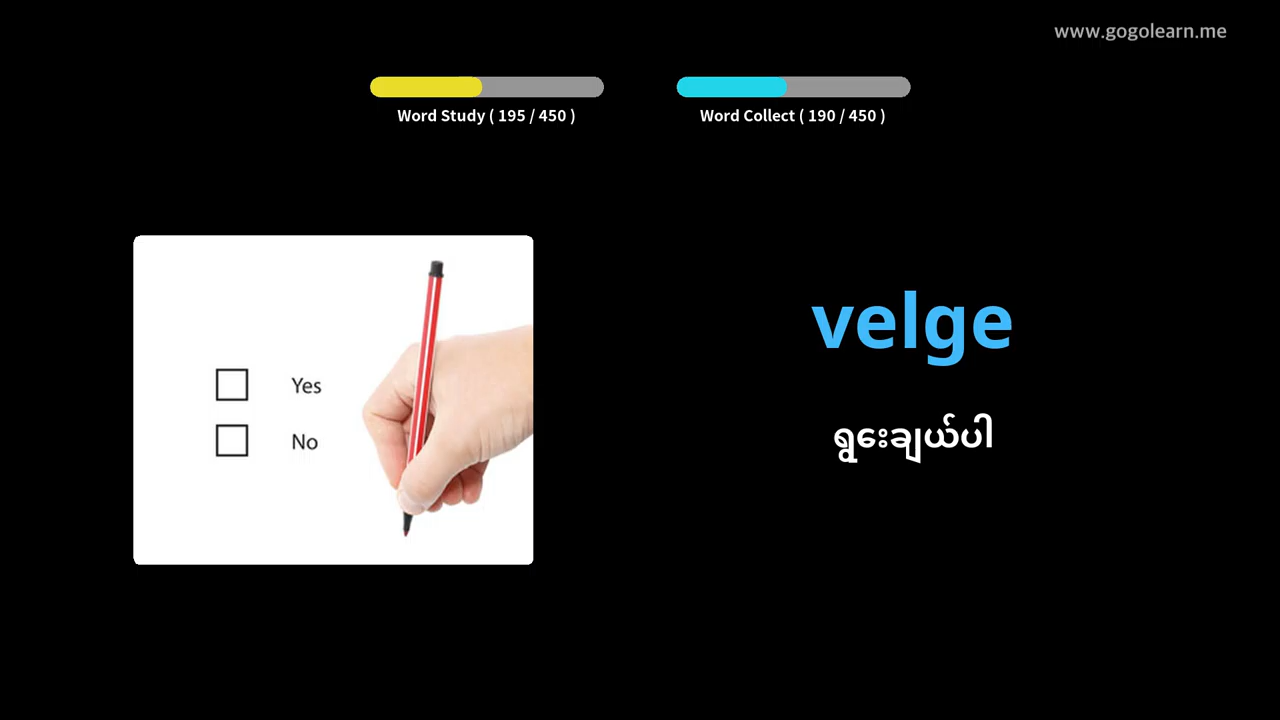 www.gogolearn.me
Word Study ( 195 / 450 )
Word Collect ( 190 / 450 )
velge
ရွေးချယ်ပါ
Yes
No